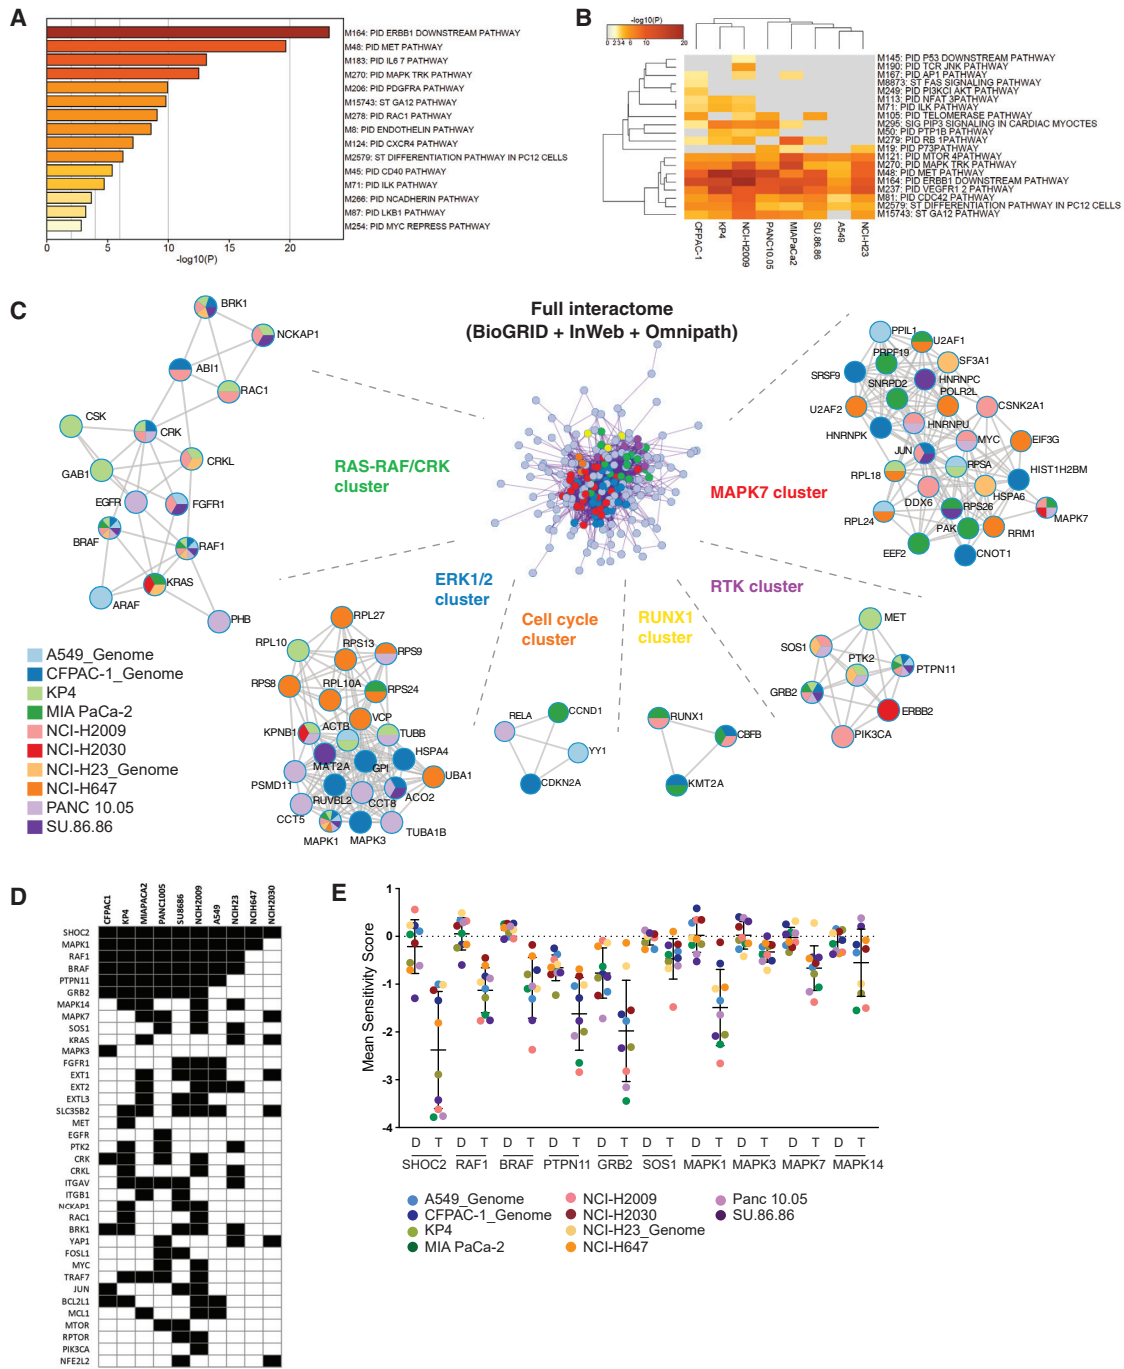 A
M164: PID ERBB1 DOWNSTREAM PATHWAY
M48: PID MET PATHWAY
M183: PID IL6 7 PATHWAY
M270: PID MAPK TRK PATHWAY
M206: PID PDGFRA PATHWAY
M15743: ST GA12 PATHWAY
M278: PID RAC1 PATHWAY
M8: PID ENDOTHELIN PATHWAY
M124: PID CXCR4 PATHWAY
M2579: ST DIFFERENTIATION PATHWAY IN PC12 CELLS
M45: PID CD40 PATHWAY
M71: PID ILK PATHWAY
M266: PID NCADHERIN PATHWAY
M87: PID LKB1 PATHWAY
M254: PID MYC REPRESS PATHWAY
0 5 10 15 20
-log10(P)
B
-log10(P)
0 2 3 4 6 10 20
M145: PID P53 DOWNSTREAM PATHWAY
M190: PID TCR JNK PATHWAY
M167: PID AP1 PATHWAY
M8873: ST FAS SIGNALING PATHWAY
M249: PID PI3KCI AKT PATHWAY
M113: PID NFAT 3PATHWAY
M71: PID ILK PATHWAY
M105: PID TELOMERASE PATHWAY
M295: SIG PIP3 SIGNALING IN CARDIAC MYOCTES
M50: PID PTP1B PATHWAY
M279: PID RB 1PATHWAY
M19: PID P73PATHWAY
M121: PID MTOR 4PATHWAY
M270: PID MAPK TRK PATHWAY
M48: PID MET PATHWAY
M164: PID ERBB1 DOWNSTREAM PATHWAY
M237: PID VEGFR1 2 PATHWAY
M81: PID CDC42 PATHWAY
M2579: ST DIFFERENTIATION PATHWAY IN PC12 CELLS
M15743: ST GA12 PATHWAY
CFPAC-1
KP4
NCI-H2009
PANC10.05
MIAPaCa2
SU.86.86
A549
NCI-H23
C
Full interactome
(BioGRID + InWeb + Omnipath)
BRK1
NCKAP1
ABI1
RAC1
CSK
CRK
CRKL
GAB1
EGFR
FGFR1
BRAF
RAF1
KRAS
ARAF
PHB
RAS-RAF/CRK
cluster
MAPK7 cluster
PPIL1
U2AF1
PRPF19
SF3A1
SRSF9
HNRNPC
SNRPD2
POLR2L
U2AF2
CSNK2A1
HNRNPU
HNRNPK
MYC
EIF3G
JUN
RPSA
RPL18
HIST1H2BM
HSPA6
DDX6
RPS26
MAPK7
RPL24
PAK
RRM1
EEF2
CNOT1
ERK1/2
cluster
Cell cycle
cluster
RUNX1
cluster
RTK cluster
RPL27
RPL10
RPS13
RPS9
RPS8
RPL10A
RPS24
VCP
KPNB1
ACTB
TUBB
HSPA4
MAT2A
GPI
PSMD11
UBA1
RUVBL2
CCT8
ACO2
CCT5
MAPK1
MAPK3
TUBA1B
RELA
CCND1
YY1
CDKN2A
RUNX1
CBFB
KMT2A
MET
SOS1
PTK2
PTPN11
GRB2
ERBB2
PIK3CA
A549_Genome
CFPAC-1_Genome
KP4
MIA PaCa-2
NCI-H2009
NCI-H2030
NCI-H23_Genome
NCI-H647
PANC 10.05
SU.86.86
D
CFPAC1
KP4
MIAPACA2
PANC1005
SU8686
NCIH2009
A549
NCIH23
NCIH647
NCIH2030
SHOC2
MAPK1
RAF1
BRAF
PTPN11
GRB2
MAPK14
MAPK7
SOS1
KRAS
MAPK3
FGFR1
EXT1
EXT2
EXTL3
SLC35B2
MET
EGFR
PTK2
CRK
CRKL
ITGAV
ITGB1
NCKAP1
RAC1
BRK1
YAP1
FOSL1
MYC
TRAF7
JUN
BCL2L1
MCL1
MTOR
RPTOR
PIK3CA
NFE2L2
E
Mean Sensitivity Score
1
0
-1
-2
-3
-4
D T D T D T D T D T D T D T D T D T D T
SHOC2 RAF1 BRAF PTPN11 GRB2 SOS1 MAPK1 MAPK3 MAPK7 MAPK14
A549_Genome
CFPAC-1_Genome
KP4
MIA PaCa-2
NCI-H2009
NCI-H2030
NCI-H23_Genome
NCI-H647
Panc 10.05
SU.86.86